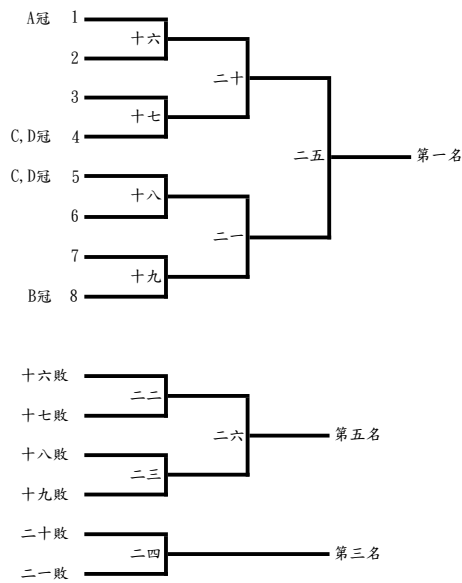 A冠 1
十六
2
二十
3
十七
C,D冠 4
二五 第一名
C,D冠 5
十八
6
二一
7
十九
B冠 8
十六敗
二二
十七敗
二六 第五名
十八敗
二三
十九敗
二十敗
二四 第三名
二一敗